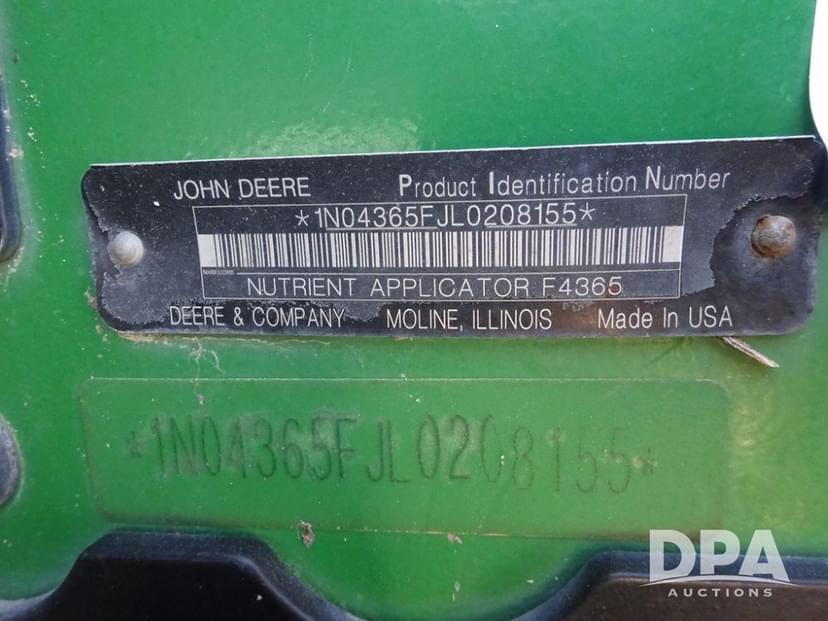 JOHN DEERE Product Identification Number
*1N04365FJL0208155*
NUTRIENT APPLICATOR F4365
DEERE & COMPANY MOLINE, ILLINOIS Made In USA
*1N04365FJL0208155*
DPA
AUCTIONS